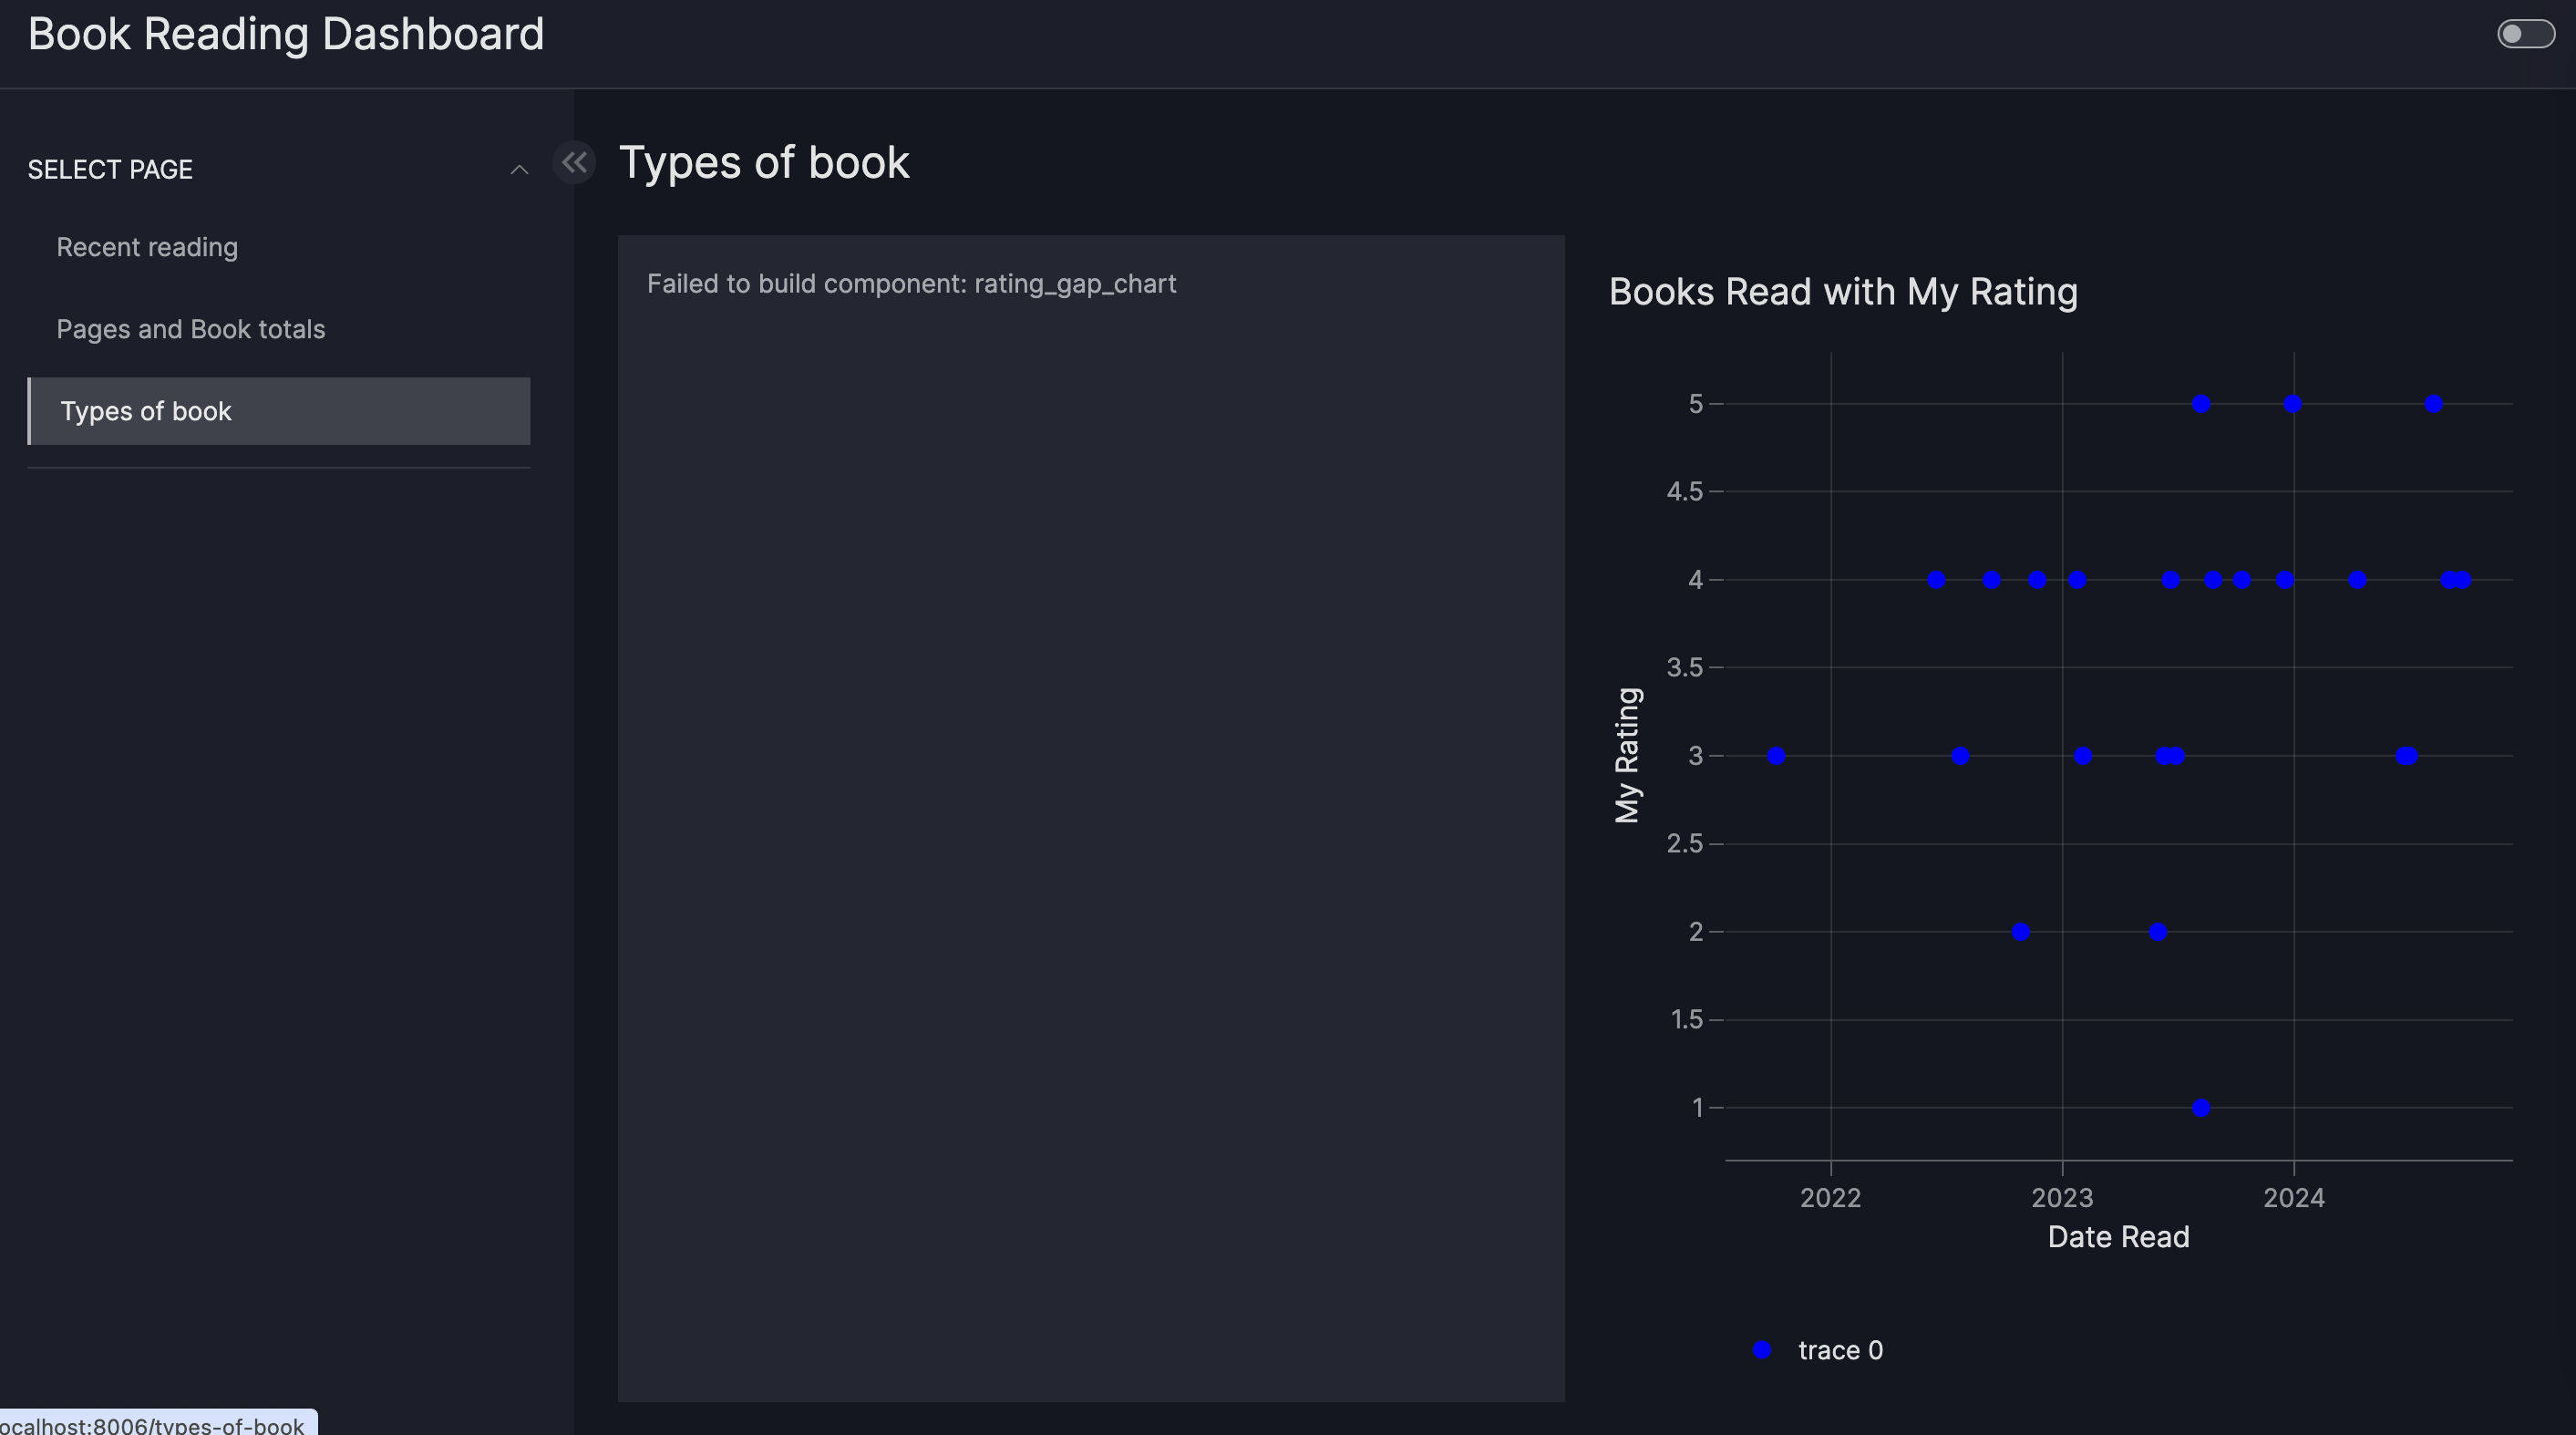 Book Reading Dashboard
SELECT PAGE
Recent reading
Pages and Book totals
Types of book
Types of book
Failed to build component: rating_gap_chart
Books Read with My Rating
5
4.5
4
3.5
3
2.5
2
1.5
1
My Rating
2022
2023
2024
Date Read
trace 0
ocalhost:8006/types-of-book